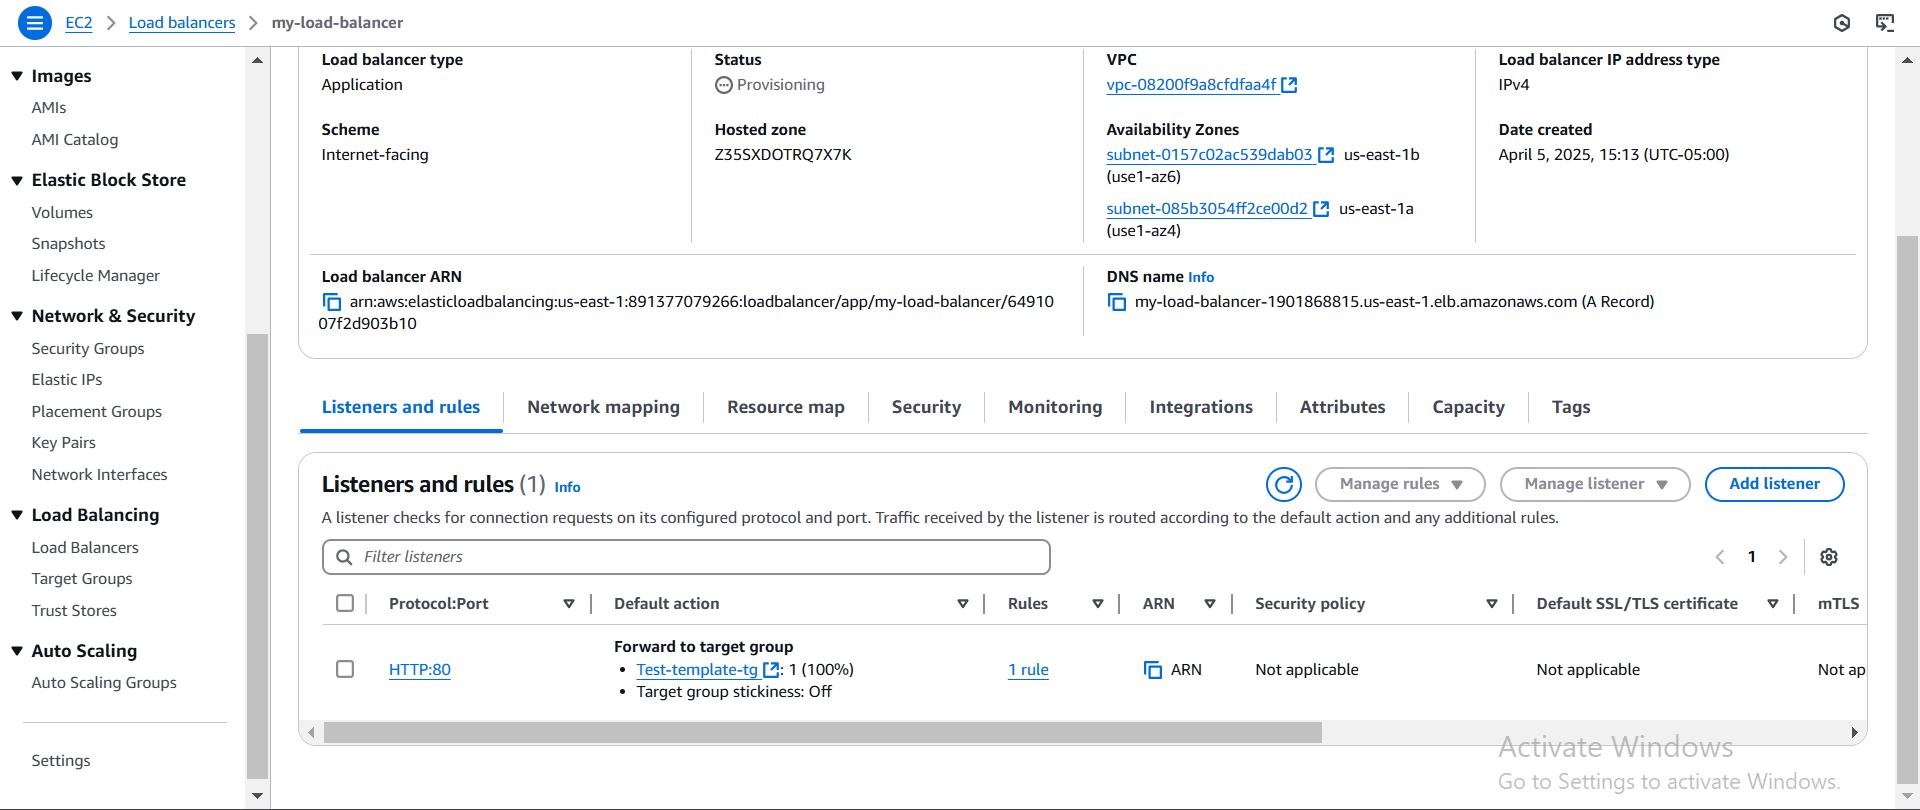 EC2 > Load balancers > my-load-balancer
Images
AMIs
AMI Catalog
Elastic Block Store
Volumes
Snapshots
Lifecycle Manager
Network & Security
Security Groups
Elastic IPs
Placement Groups
Key Pairs
Network Interfaces
Load Balancing
Load Balancers
Target Groups
Trust Stores
Auto Scaling
Auto Scaling Groups
Settings
Load balancer type
Application
Status
Provisioning
VPC
vpc-08200f9a8cfdfaa4f
Load balancer IP address type
IPv4
Scheme
Internet-facing
Hosted zone
Z35SXDOTRQ7X7K
Availability Zones
subnet-0157c02ac539dab03 us-east-1b
(use1-az6)
subnet-085b3054ff2ce00d2 us-east-1a
(use1-az4)
Date created
April 5, 2025, 15:13 (UTC-05:00)
Load balancer ARN
arn:aws:elasticloadbalancing:us-east-1:891377079266:loadbalancer/app/my-load-balancer/64910
07f2d903b10
DNS name Info
my-load-balancer-1901868815.us-east-1.elb.amazonaws.com (A Record)
Listeners and rules Network mapping Resource map Security Monitoring Integrations Attributes Capacity Tags
Listeners and rules (1) Info
Manage rules Manage listener Add listener
A listener checks for connection requests on its configured protocol and port. Traffic received by the listener is routed according to the default action and any additional rules.
Filter listeners
1
Protocol:Port Default action Rules ARN Security policy Default SSL/TLS certificate mTLS
HTTP:80
Forward to target group
• Test-template-tg : 1 (100%)
• Target group stickiness: Off
1 rule
ARN
Not applicable
Not applicable
Not ap
Activate Windows
Go to Settings to activate Windows.